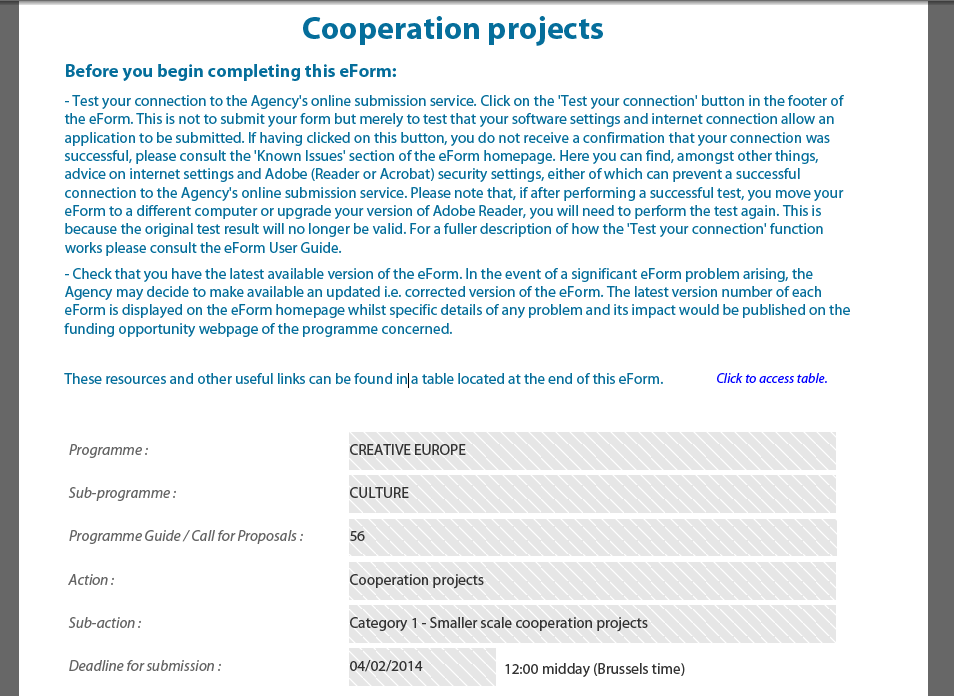 Cooperation projects
Before you begin completing this eForm:
- Test your connection to the Agency's online submission service. Click on the 'Test your connection' button in the footer of
the eForm. This is not to submit your form but merely to test that your software settings and internet connection allow an
application to be submitted. If having clicked on this button, you do not receive a confirmation that your connection was
successful, please consult the 'Known Issues' section of the eForm homepage. Here you can find, amongst other things,
advice on internet settings and Adobe (Reader or Acrobat) security settings, either of which can prevent a successful
connection to the Agency's online submission service. Please note that, if after performing a successful test, you move your
eForm to a different computer or upgrade your version of Adobe Reader, you will need to perform the test again. This is
because the original test result will no longer be valid. For a fuller description of how the 'Test your connection' function
works please consult the eForm User Guide.
- Check that you have the latest available version of the eForm. In the event of a significant eForm problem arising, the
Agency may decide to make available an updated i.e. corrected version of the eForm. The latest version number of each
eForm is displayed on the eForm homepage whilst specific details of any problem and its impact would be published on the
funding opportunity webpage of the programme concerned.
These resources and other useful links can be found in a table located at the end of this eForm. Click to access table.
Programme : CREATIVE EUROPE
Sub-programme : CULTURE
Programme Guide / Call for Proposals : 56
Action : Cooperation projects
Sub-action : Category 1 - Smaller scale cooperation projects
Deadline for submission : 04/02/2014 12:00 midday (Brussels time)